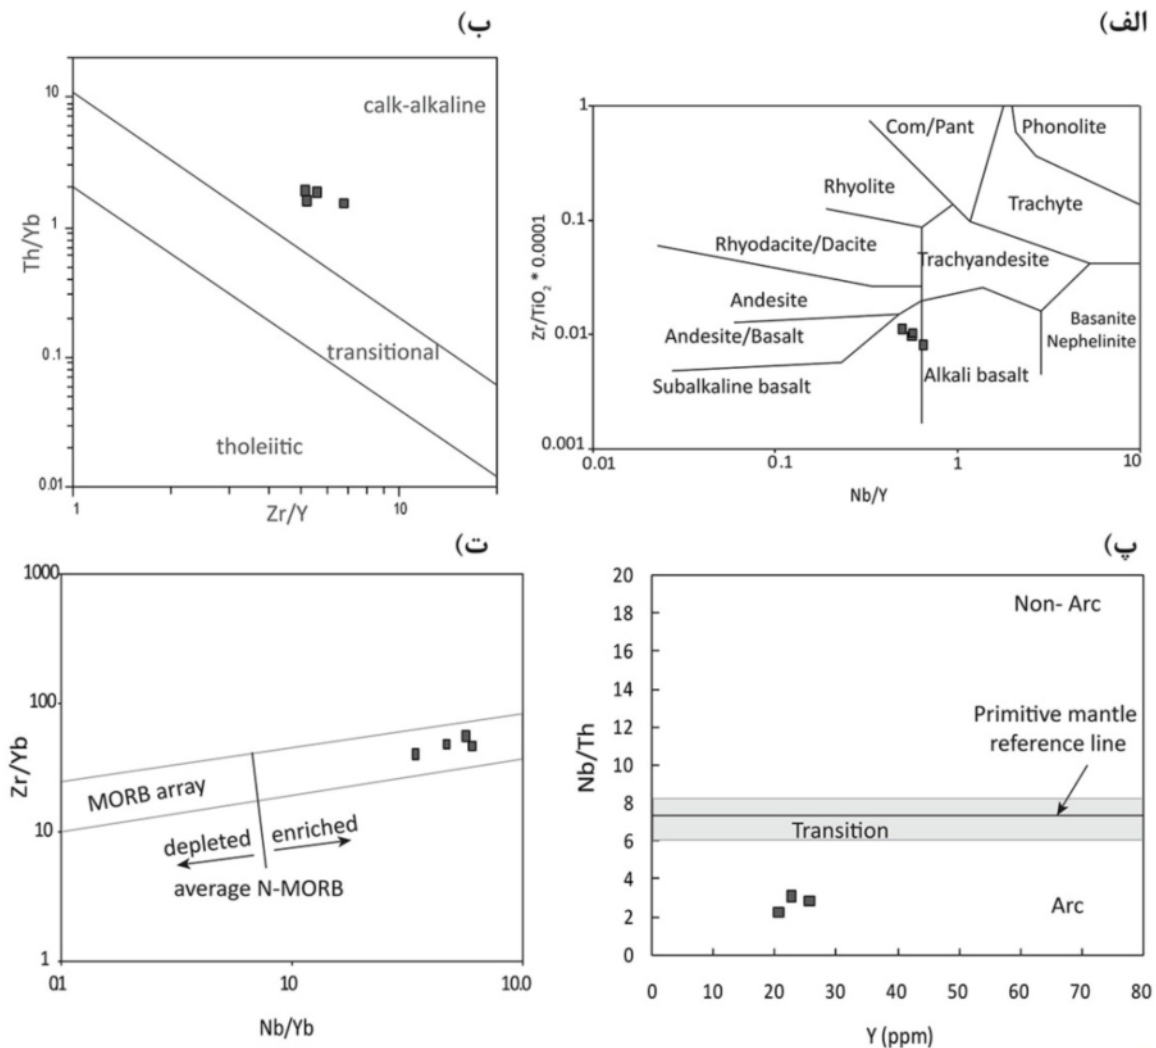 الف)
1
0.1
0.01
0.001
Zr/TiO₂ * 0.0001
Com/Pant
Phonolite
Rhyolite
Trachyte
Rhyodacite/Dacite
Trachyandesite
Andesite
Andesite/Basalt
Basanite
Nephelinite
Subalkaline basalt
Alkali basalt
0.01
0.1
1
10
Nb/Y
ب)
10
1
0.1
0.01
Th/Yb
calk-alkaline
transitional
tholeiitic
1
10
Zr/Y
پ)
20
18
16
14
12
10
8
6
4
2
0
Nb/Th
Non- Arc
Primitive mantle
reference line
Transition
Arc
0
10
20
30
40
50
60
70
80
Y (ppm)
ت)
1000
100
10
1
Zr/Yb
MORB array
depleted
enriched
average N-MORB
01
10
10.0
Nb/Yb